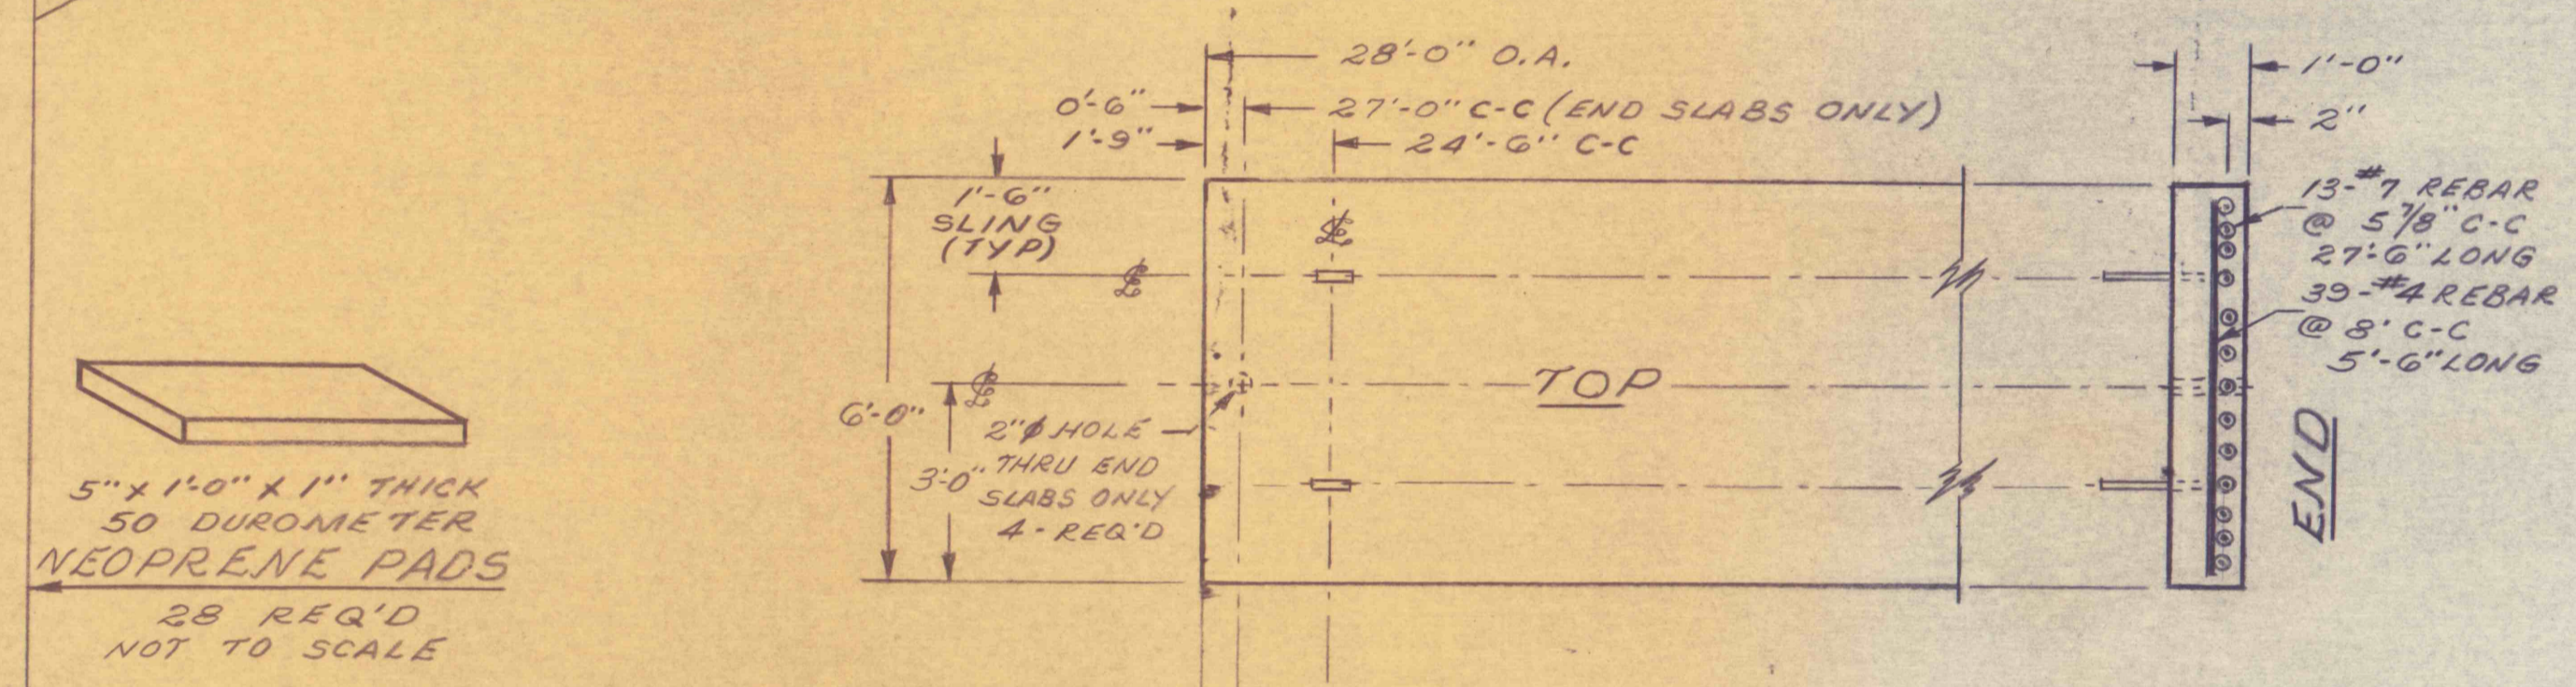 28'-0" O.A.
0'-6"
27'-0" C-C (END SLABS ONLY)
1'-9"
24'-6" C-C
1'-0"
2"
1'-6"
SLING
(TYP)
℄
℄
℄
6'-0"
3'-0"
2"φ HOLE
THRU END
SLABS ONLY
4 - REQ'D
TOP
13-#7 REBAR
@ 5 7/8" C-C
27'-6" LONG
39-#4 REBAR
@ 8' C-C
5'-6" LONG
END
5" X 1'-0" X 1" THICK
50 DUROMETER
NEOPRENE PADS
28 REQ'D
NOT TO SCALE